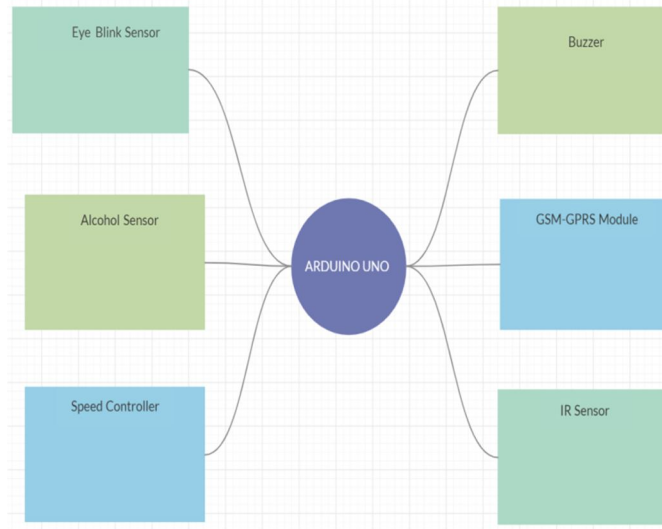 Eye Blink Sensor
Buzzer
Alcohol Sensor
GSM-GPRS Module
ARDUINO UNO
Speed Controller
IR Sensor